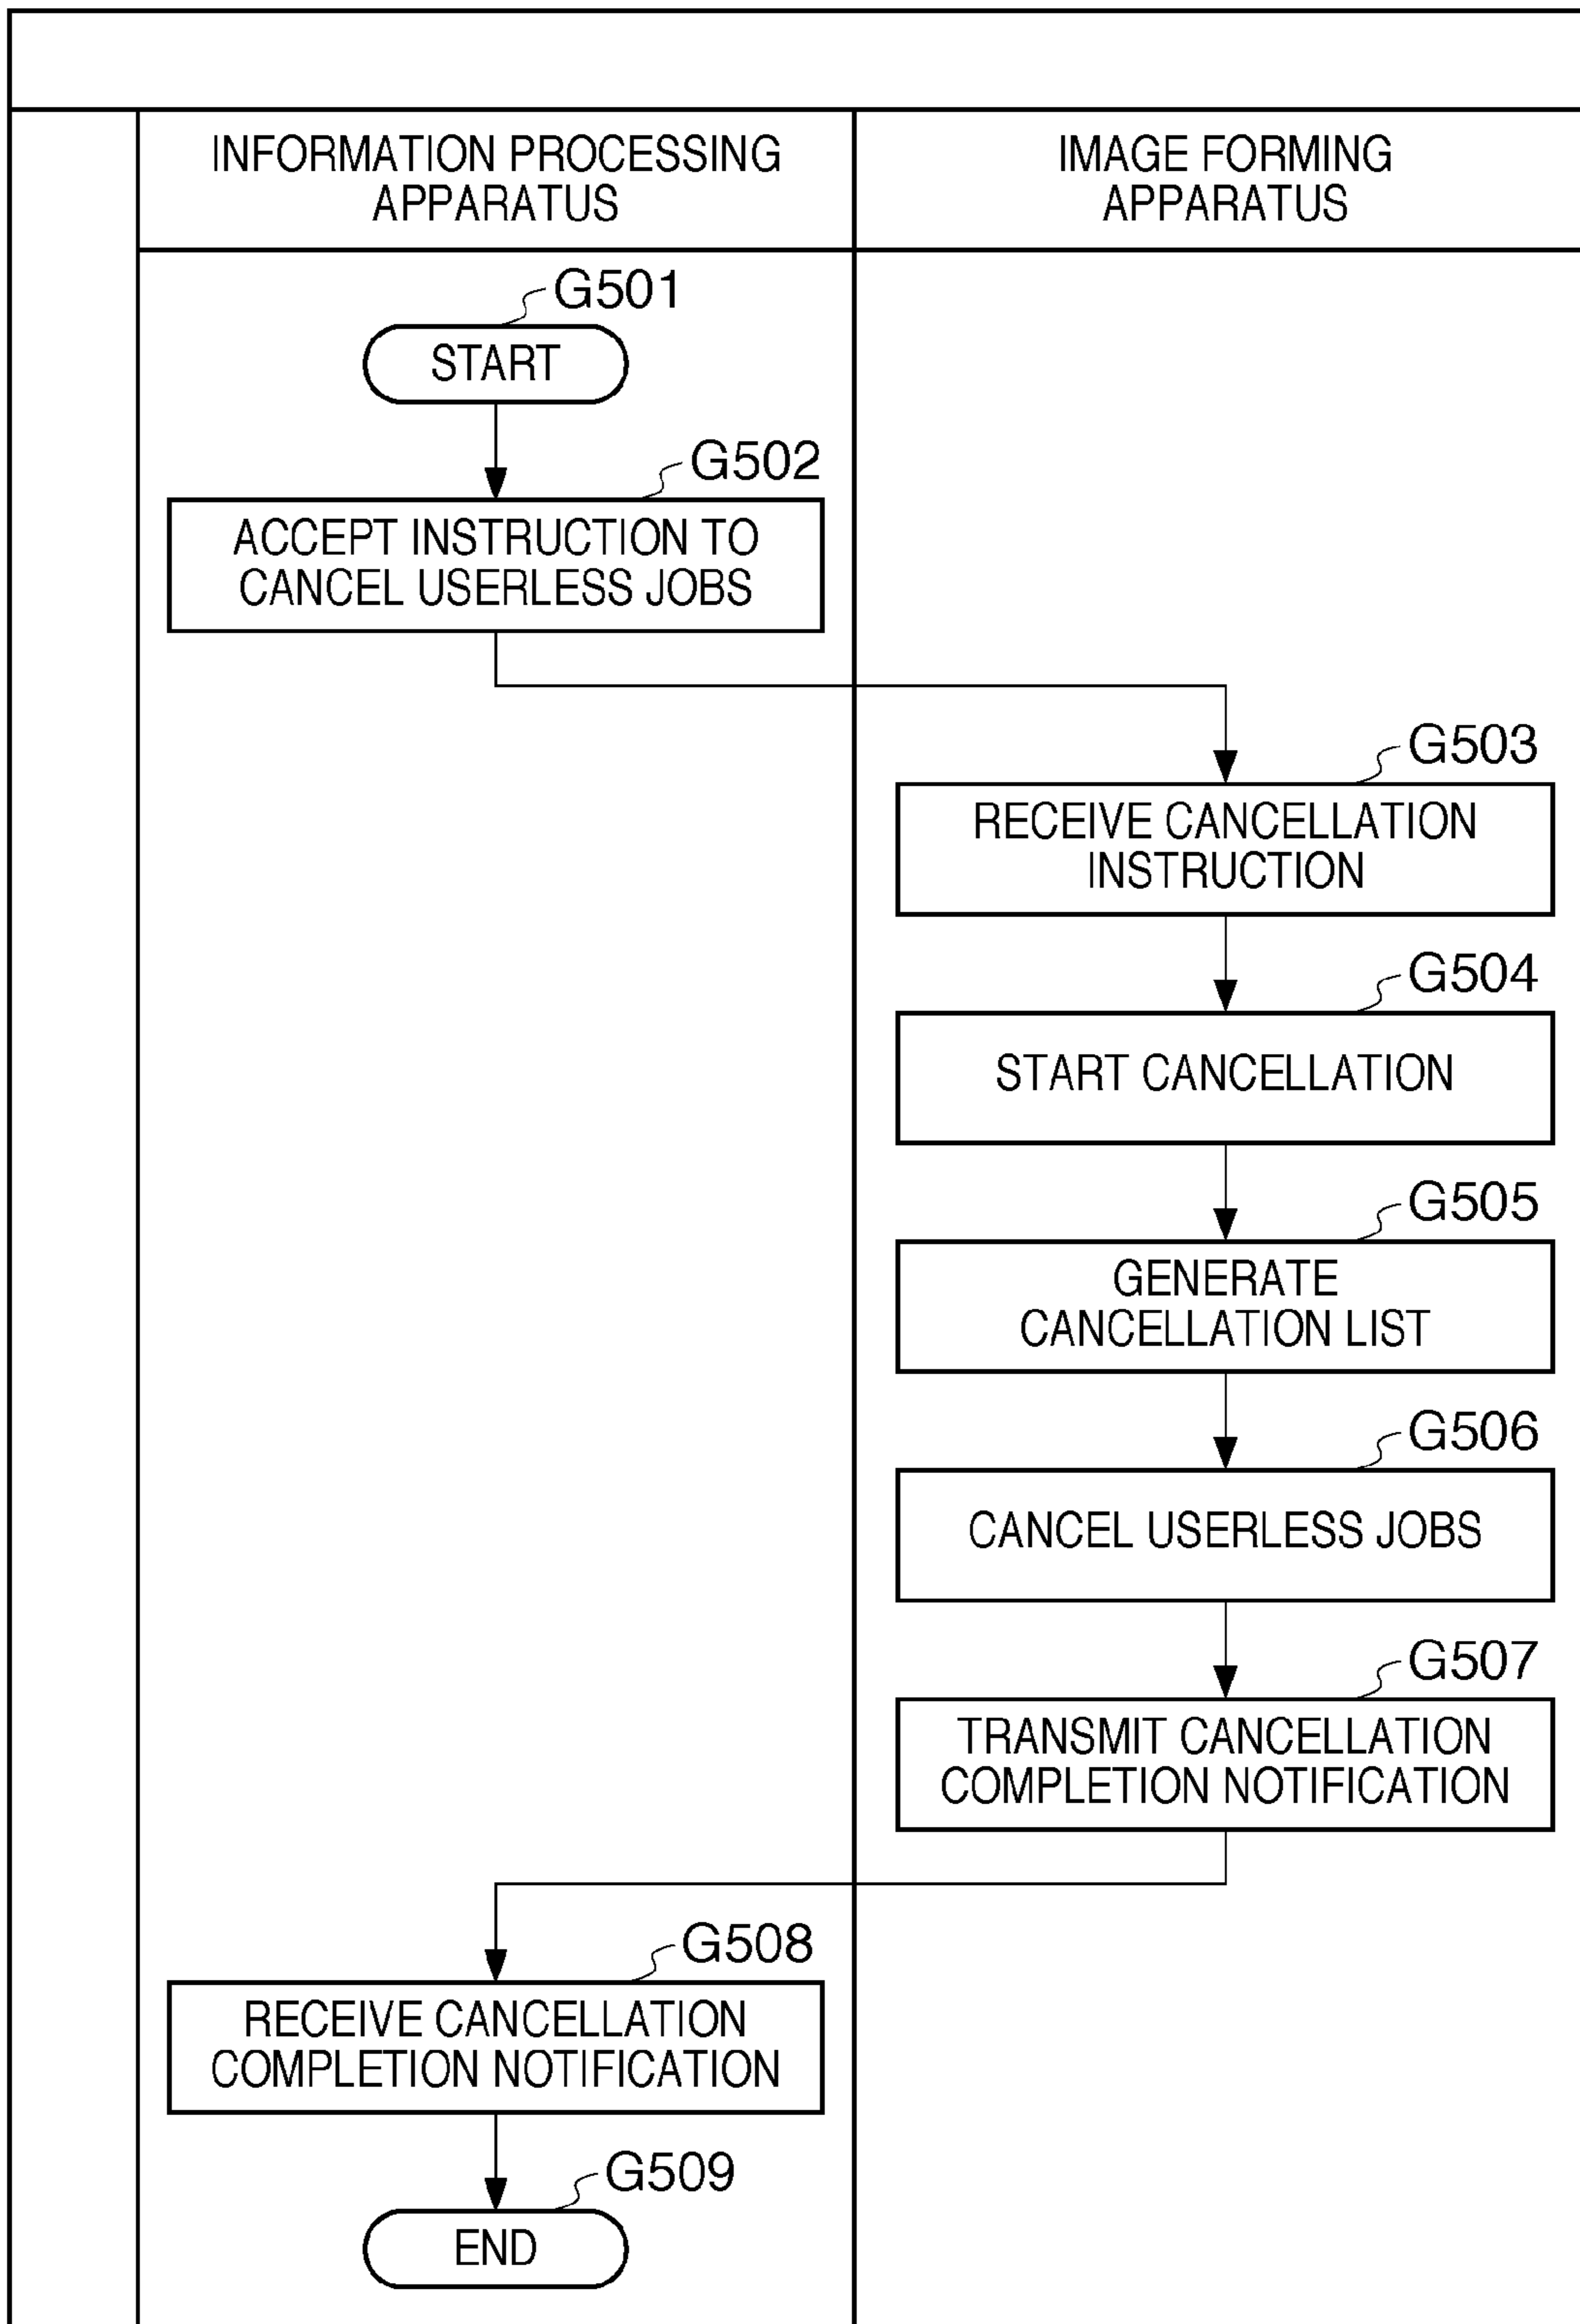 INFORMATION PROCESSING
APPARATUS
IMAGE FORMING
APPARATUS
G501
START
G502
ACCEPT INSTRUCTION TO
CANCEL USERLESS JOBS
G503
RECEIVE CANCELLATION
INSTRUCTION
G504
START CANCELLATION
G505
GENERATE
CANCELLATION LIST
G506
CANCEL USERLESS JOBS
G507
TRANSMIT CANCELLATION
COMPLETION NOTIFICATION
G508
RECEIVE CANCELLATION
COMPLETION NOTIFICATION
G509
END